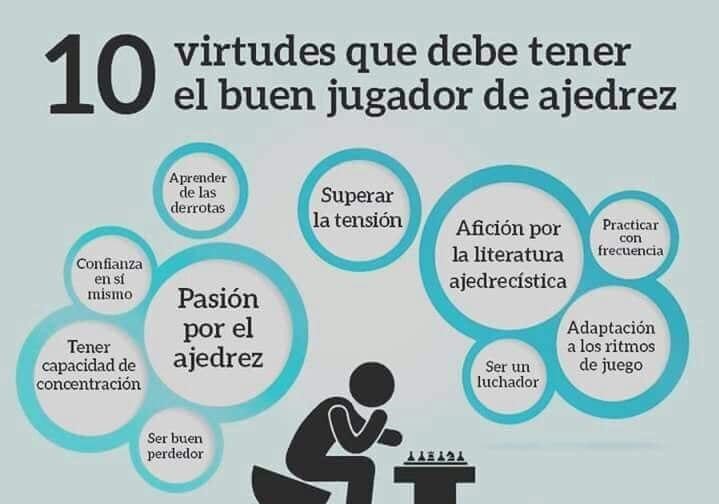 10
virtudes que debe tener
el buen jugador de ajedrez
Aprender
de las
derrotas
Confianza
en sí
mismo
Pasión
por el
ajedrez
Tener
capacidad de
concentración
Ser buen
perdedor
Superar
la tensión
Afición por
la literatura
ajedrecística
Practicar
con
frecuencia
Adaptación
a los ritmos
de juego
Ser un
luchador